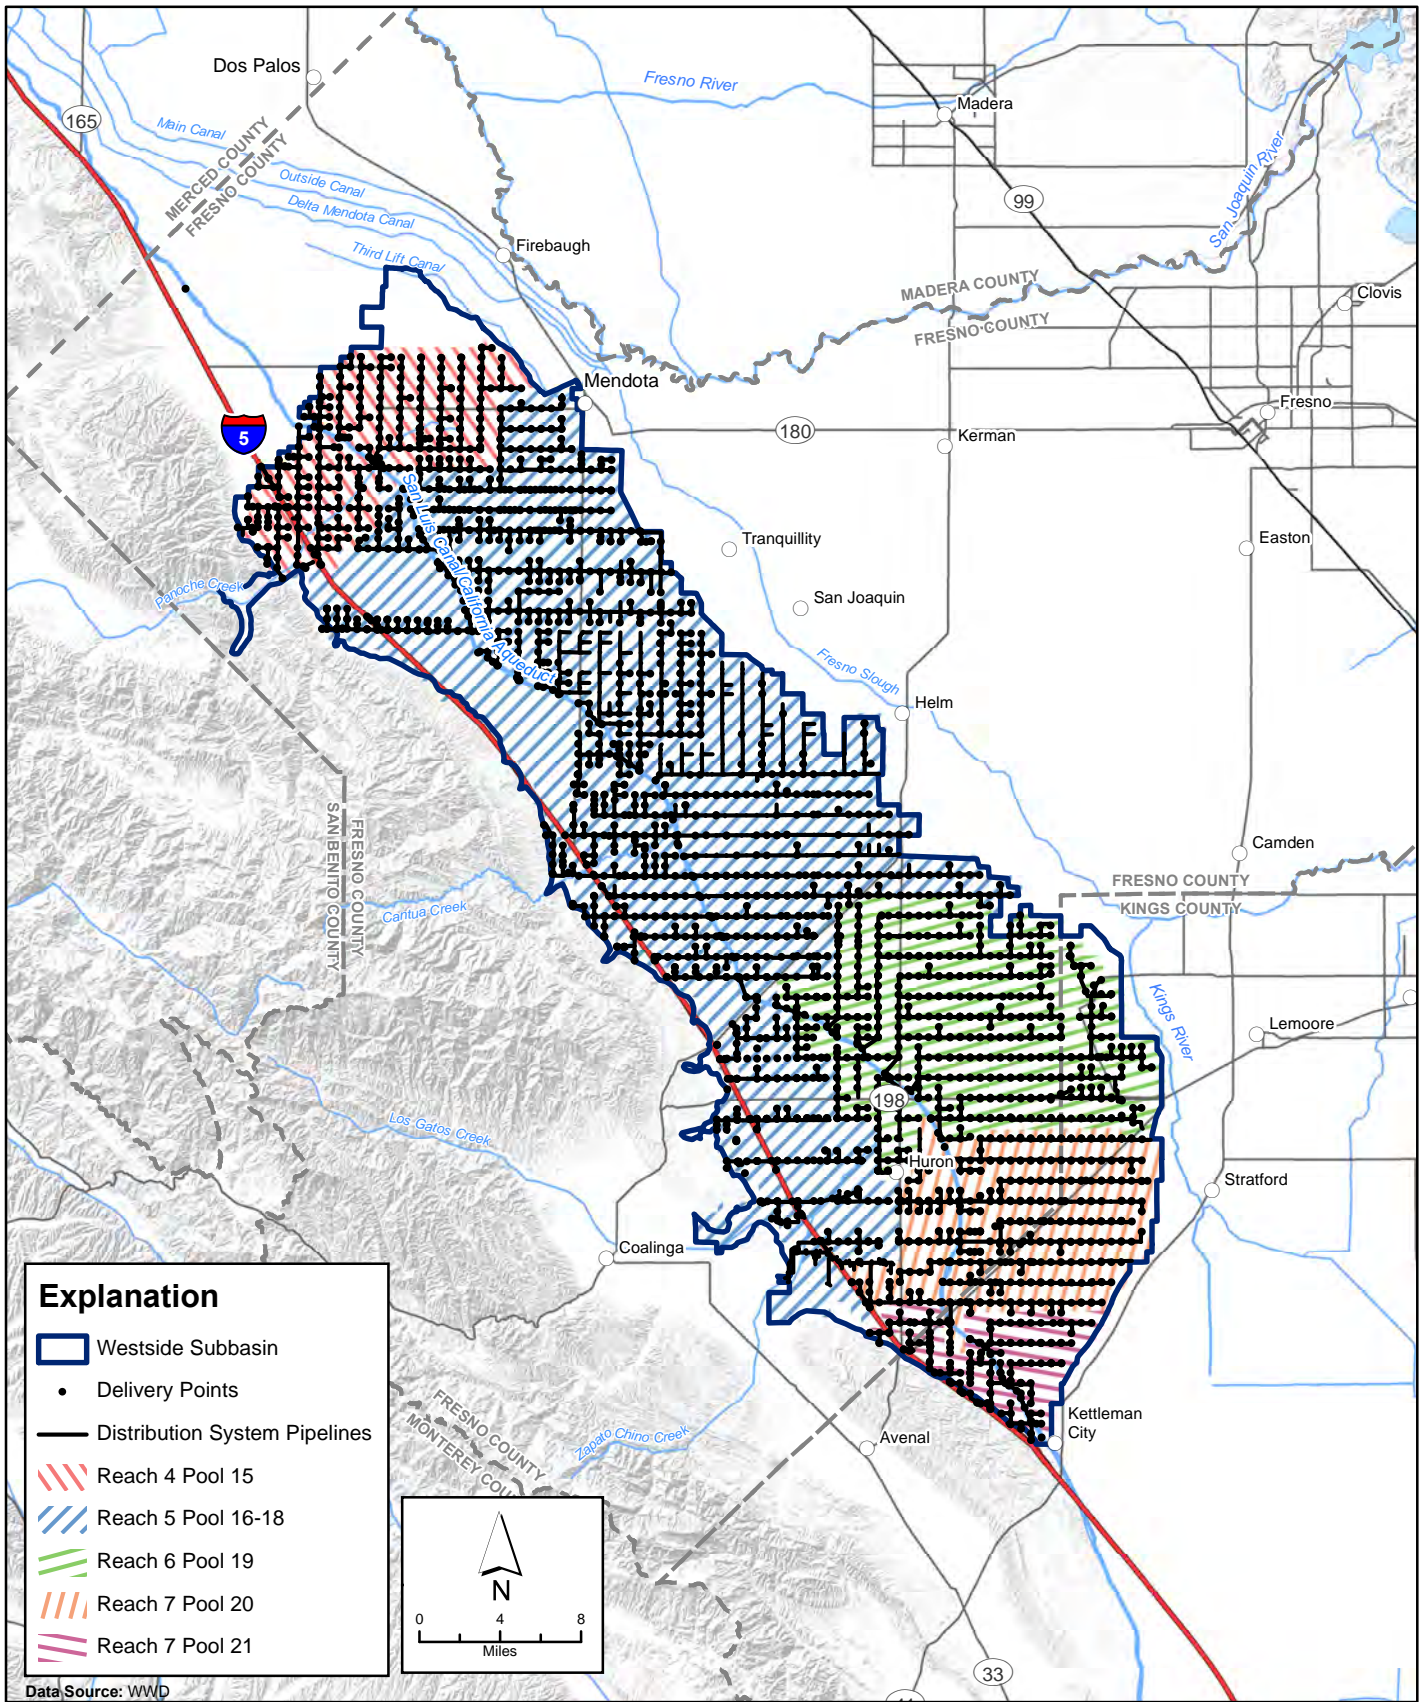 Dos Palos
Fresno River
Madera
165
Main Canal
MERCED COUNTY
FRESNO COUNTY
Outside Canal
Delta Mendota Canal
Third Lift Canal
Firebaugh
99
San Joaquin River
MADERA COUNTY
FRESNO COUNTY
Clovis
Mendota
Fresno
5
180
Kerman
San Luis Canal/California Aqueduct
Tranquillity
Easton
Panoche Creek
San Joaquin
Fresno Slough
Helm
FRESNO COUNTY
SAN BENITO COUNTY
Camden
FRESNO COUNTY
KINGS COUNTY
Cantua Creek
Kings River
Lemoore
198
Los Gatos Creek
Huron
Stratford
Coalinga
Explanation
Westside Subbasin
Delivery Points
Distribution System Pipelines
Reach 4 Pool 15
Reach 5 Pool 16-18
Reach 6 Pool 19
Reach 7 Pool 20
Reach 7 Pool 21
FRESNO COUNTY
MONTEREY COU
Zapato Chino Creek
Avenal
Kettleman
City
N
0 4 8
Miles
33
Data Source: WWD